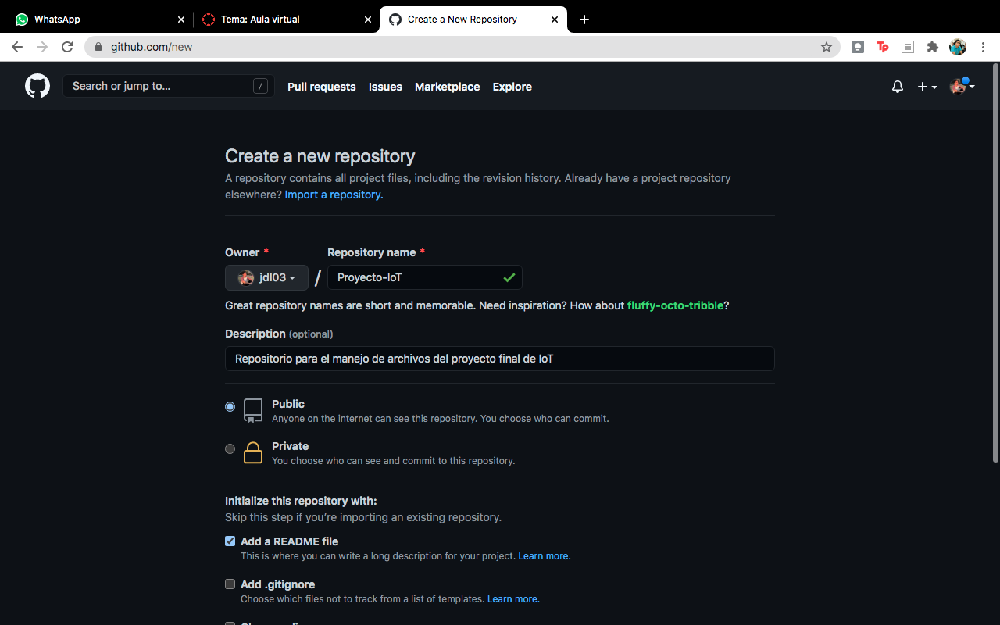 WhatsApp
Tema: Aula virtual
Create a New Repository
github.com/new
Tp
Search or jump to...
/
Pull requests
Issues
Marketplace
Explore
Create a new repository
A repository contains all project files, including the revision history. Already have a project repository
elsewhere? Import a repository.
Owner *
Repository name *
jdl03
/
Proyecto-IoT
Great repository names are short and memorable. Need inspiration? How about fluffy-octo-tribble?
Description (optional)
Repositorio para el manejo de archivos del proyecto final de IoT
Public
Anyone on the internet can see this repository. You choose who can commit.
Private
You choose who can see and commit to this repository.
Initialize this repository with:
Skip this step if you’re importing an existing repository.
Add a README file
This is where you can write a long description for your project. Learn more.
Add .gitignore
Choose which files not to track from a list of templates. Learn more.